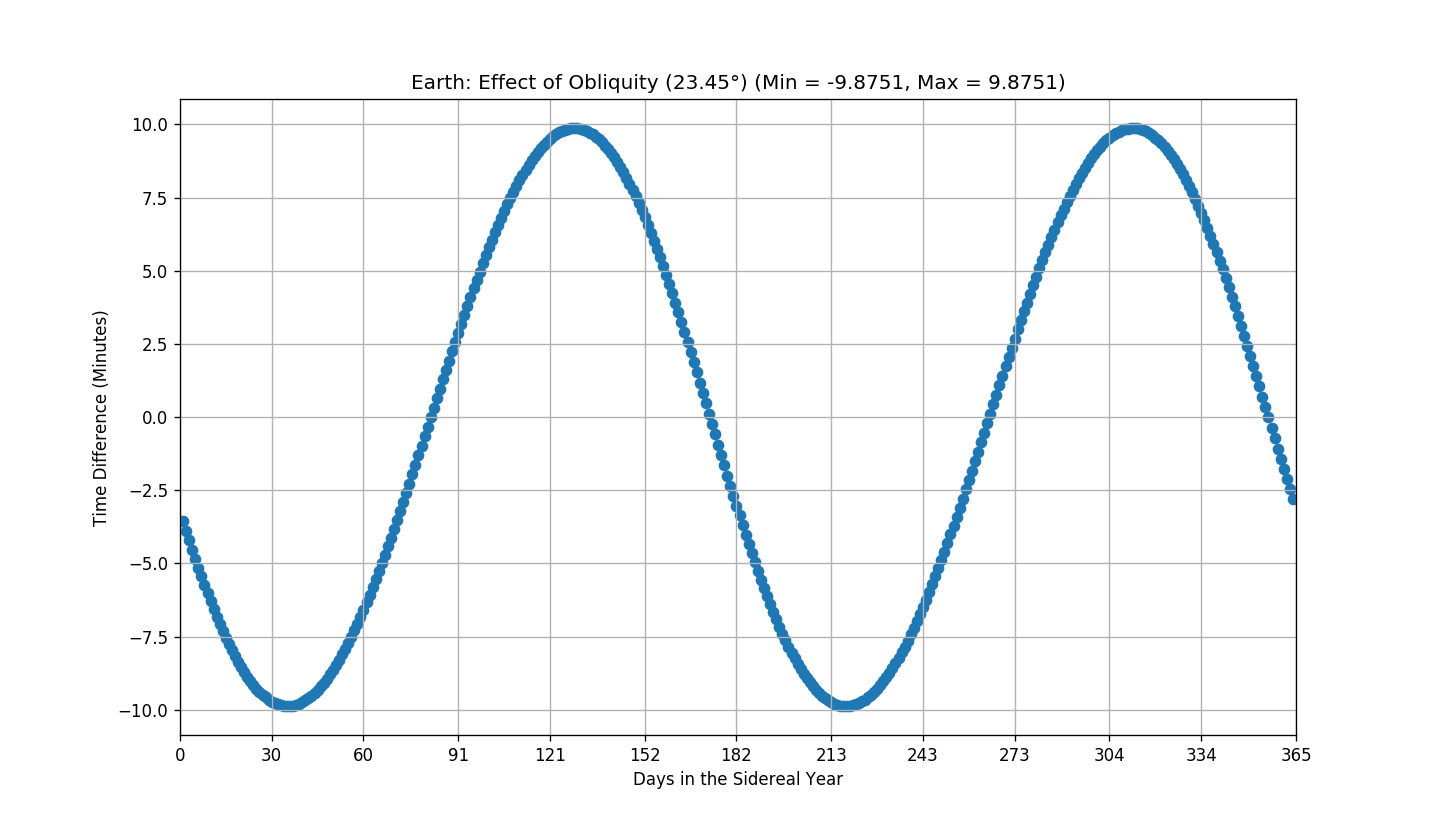 Earth: Effect of Obliquity (23.45°) (Min = -9.8751, Max = 9.8751)
10.0
7.5
5.0
2.5
0.0
−2.5
−5.0
−7.5
−10.0
Time Difference (Minutes)
0 30 60 91 121 152 182 213 243 273 304 334 365
Days in the Sidereal Year